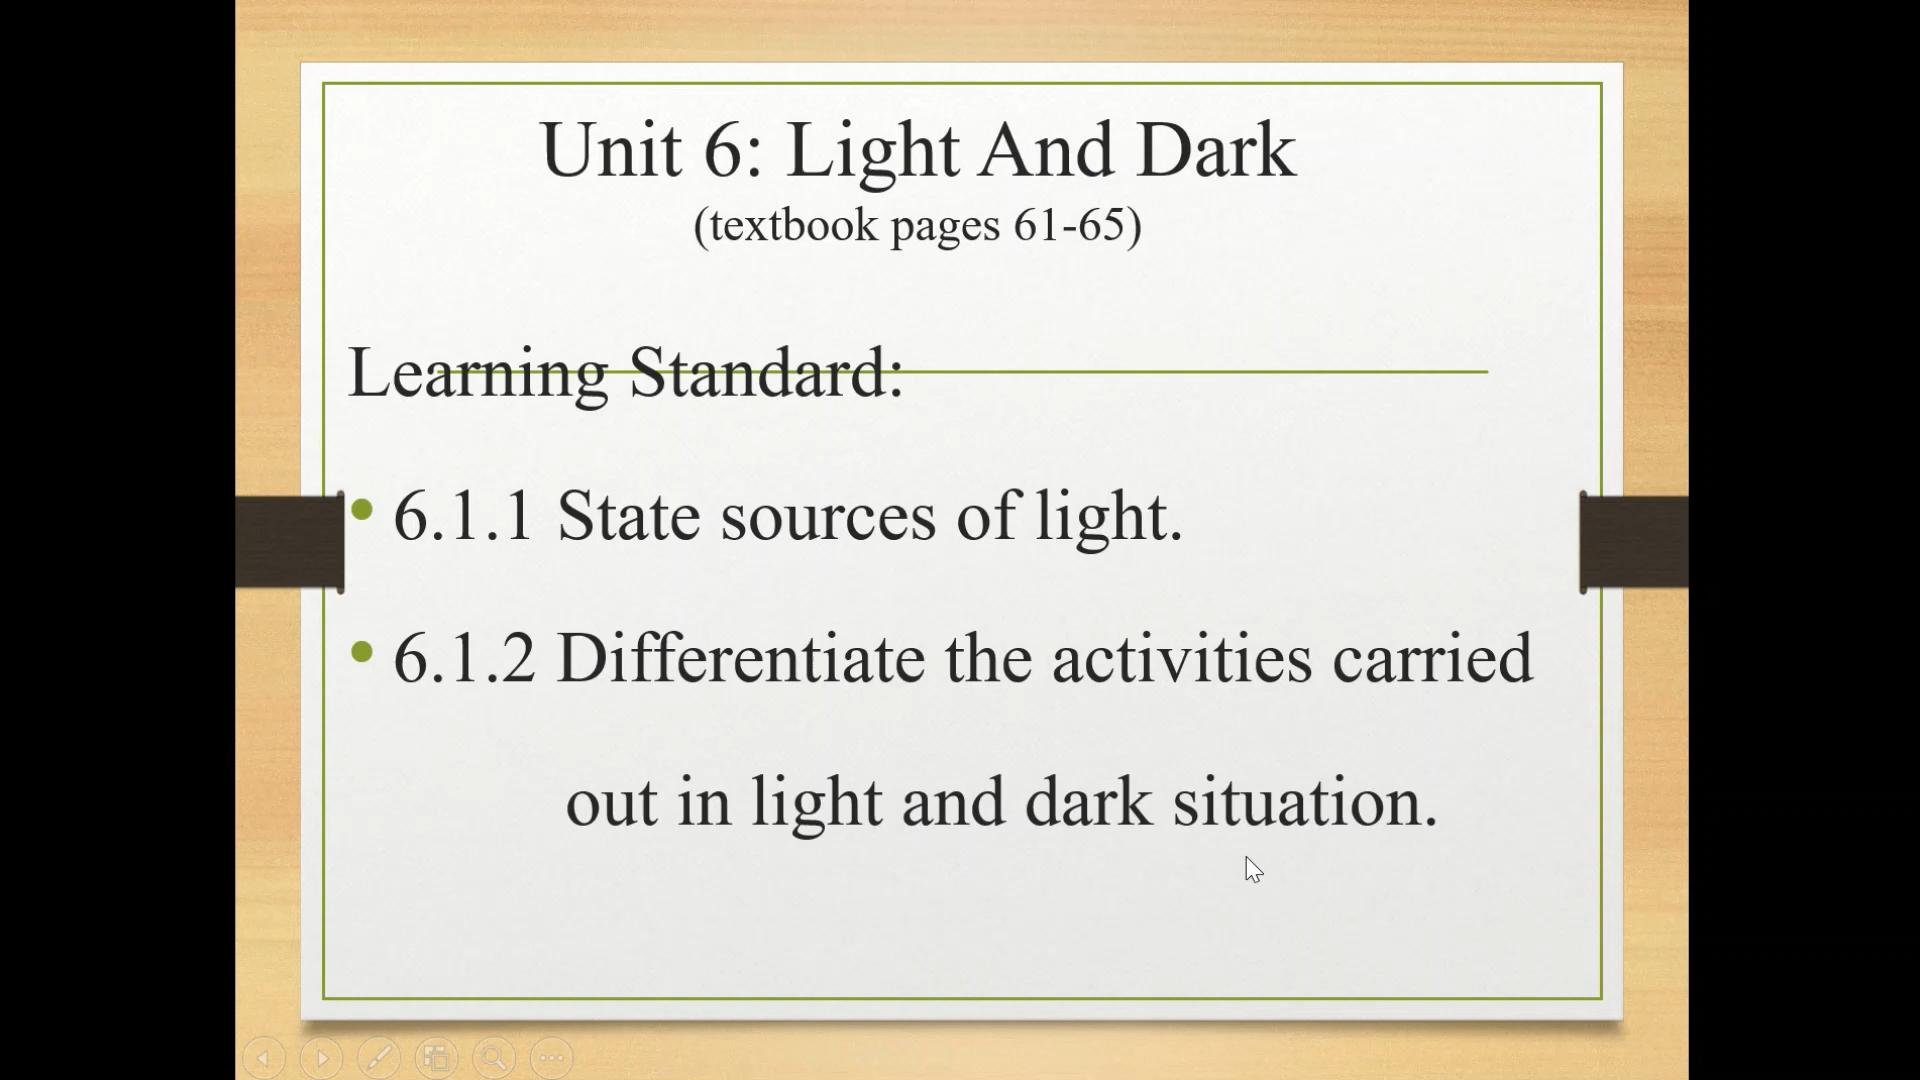 Unit 6: Light And Dark
(textbook pages 61-65)
Learning Standard:
• 6.1.1 State sources of light.
• 6.1.2 Differentiate the activities carried
out in light and dark situation.